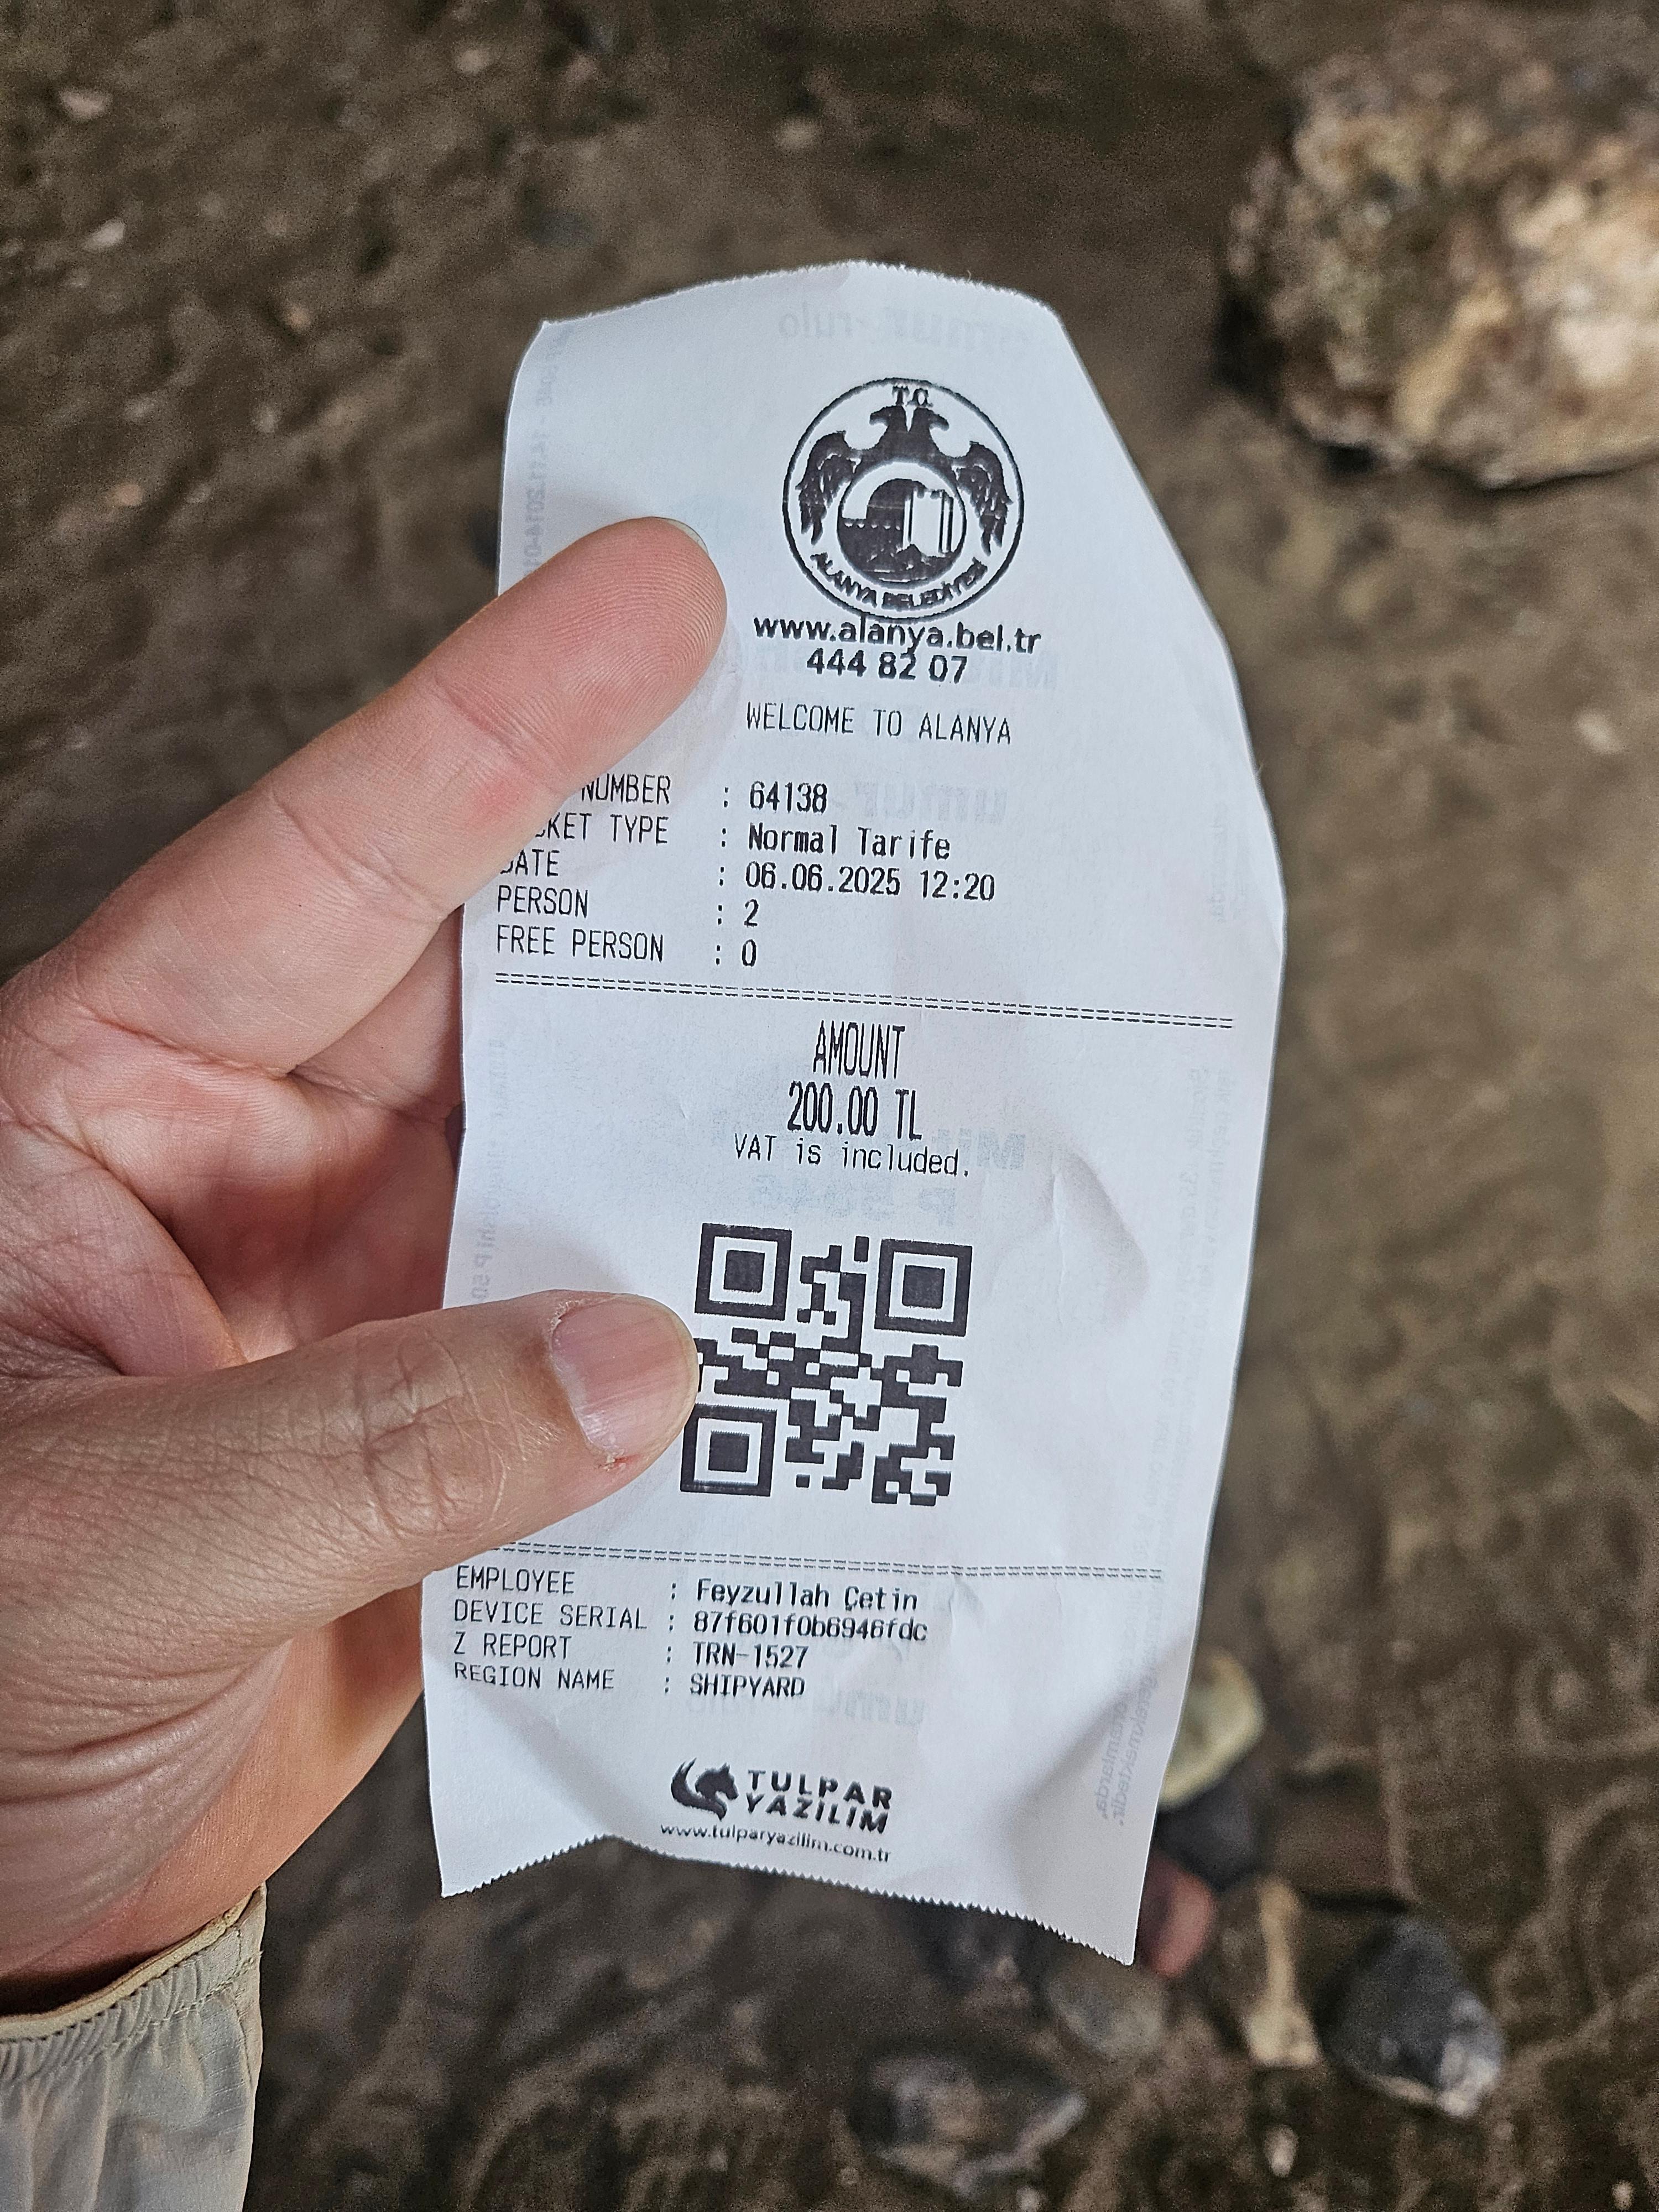 T.C.
ALANYA BELEDİYESİ
www.alanya.bel.tr
444 82 07
WELCOME TO ALANYA
NUMBER : 64138
TYPE : Normal Tarife
DATE : 06.06.2025 12:20
PERSON : 2
FREE PERSON : 0
AMOUNT
200.00 TL
VAT is included.
EMPLOYEE : Feyzullah Çetin
DEVICE SERIAL : 87f601f0b6946fdc
Z REPORT : TRN-1527
REGION NAME : SHIPYARD
TULPAR
YAZILIM
www.tulparyazilim.com.tr